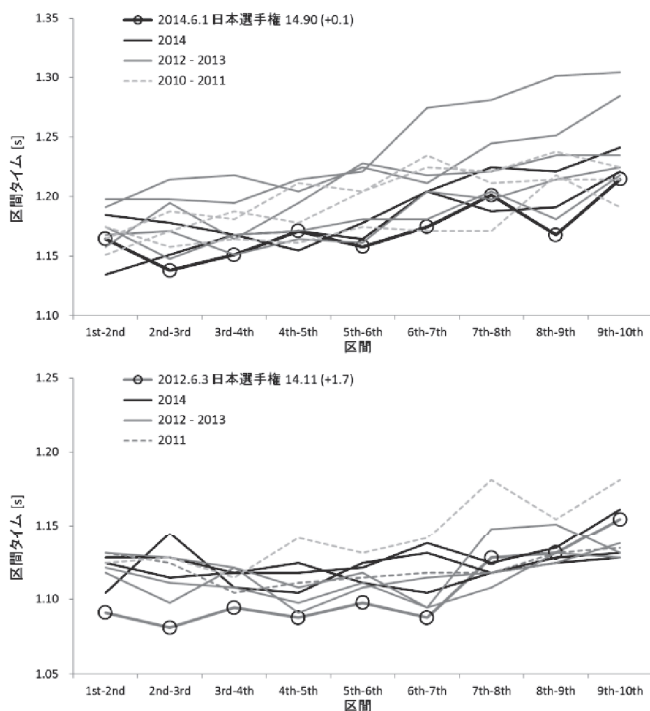 1.35
2014.6.1 日本選手権 14.90 (+0.1)
2014
1.30
2012 - 2013
2010 - 2011
1.25
区間タイム [s]
1.20
1.15
1.10
1st-2nd 2nd-3rd 3rd-4th 4th-5th 5th-6th 6th-7th 7th-8th 8th-9th 9th-10th
区間
1.25
2012.6.3 日本選手権 14.11 (+1.7)
2014
2012 - 2013
1.20
2011
区間タイム [s]
1.15
1.10
1.05
1st-2nd 2nd-3rd 3rd-4th 4th-5th 5th-6th 6th-7th 7th-8th 8th-9th 9th-10th
区間